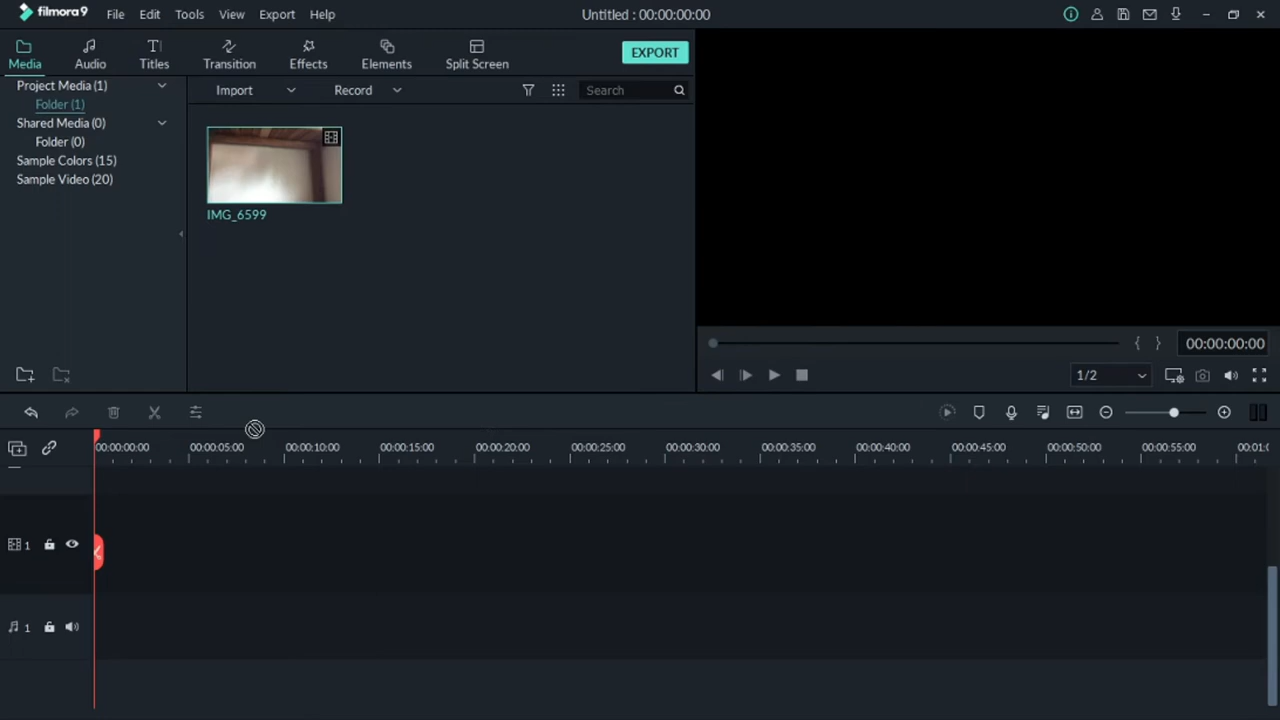 filmora9 File Edit Tools View Export Help Untitled : 00:00:00:00
Media Audio Titles Transition Effects Elements Split Screen EXPORT
Project Media (1)
Folder (1)
Shared Media (0)
Folder (0)
Sample Colors (15)
Sample Video (20)
Import Record Search
IMG_6599
00:00:00:00
1/2
00:00:00:00 00:00:05:00 00:00:10:00 00:00:15:00 00:00:20:00 00:00:25:00 00:00:30:00 00:00:35:00 00:00:40:00 00:00:45:00 00:00:50:00 00:00:55:00 00:01:0
1
1